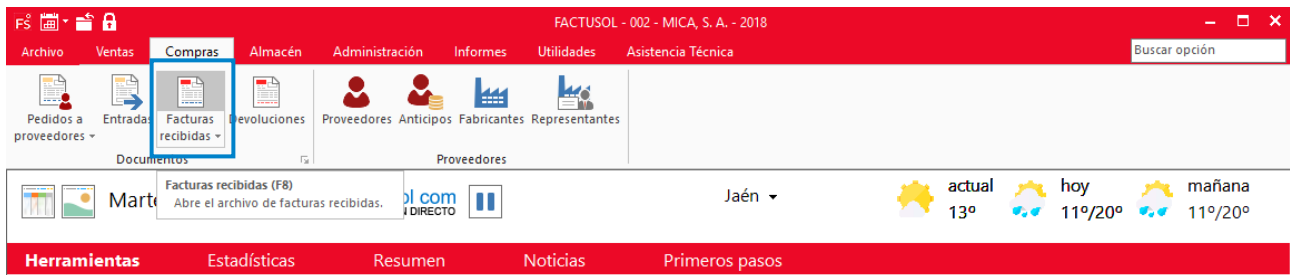 FS
FACTUSOL - 002 - MICA, S. A. - 2018
Archivo Ventas Compras Almacén Administración Informes Utilidades Asistencia Técnica Buscar opción
Pedidos a proveedores
Entradas
Facturas recibidas
Devoluciones
Proveedores Anticipos Fabricantes Representantes
Documentos Proveedores
Facturas recibidas (F8)
Abre el archivo de facturas recibidas.
com
DIRECTO
Jaén
actual
13º
hoy
11º/20º
mañana
11º/20º
Herramientas Estadísticas Resumen Noticias Primeros pasos